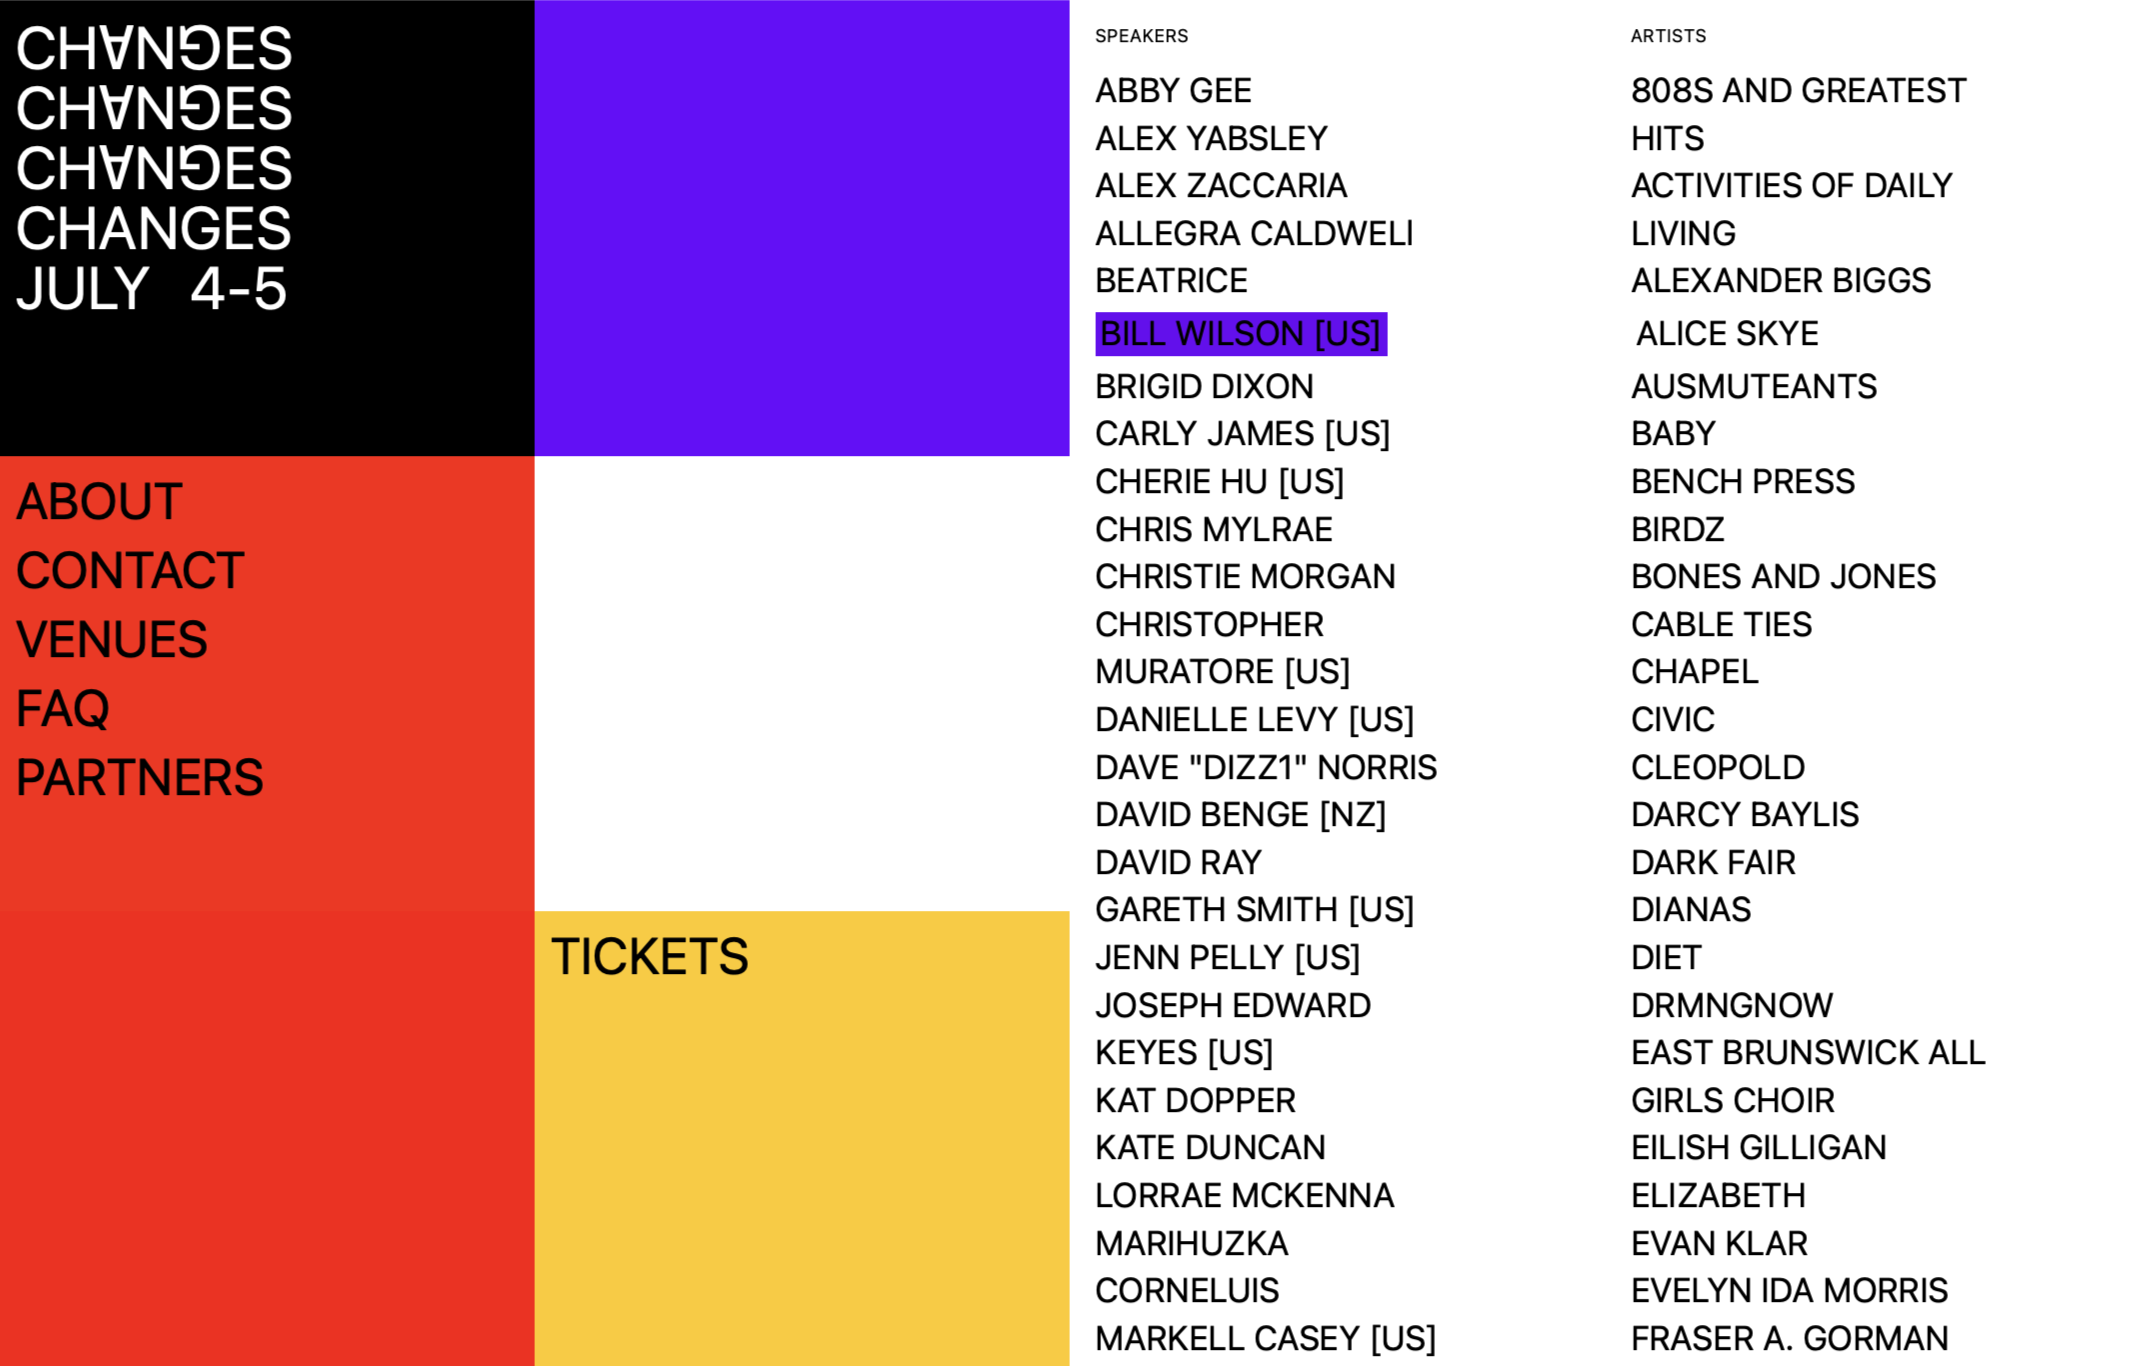 CHANGES
CHANGES
CHANGES
CHANGES
JULY 4-5
ABOUT
CONTACT
VENUES
FAQ
PARTNERS
TICKETS
SPEAKERS
ABBY GEE
ALEX YABSLEY
ALEX ZACCARIA
ALLEGRA CALDWELl
BEATRICE
BILL WILSON [US]
BRIGID DIXON
CARLY JAMES [US]
CHERIE HU [US]
CHRIS MYLRAE
CHRISTIE MORGAN
CHRISTOPHER
MURATORE [US]
DANIELLE LEVY [US]
DAVE "DIZZ1" NORRIS
DAVID BENGE [NZ]
DAVID RAY
GARETH SMITH [US]
JENN PELLY [US]
JOSEPH EDWARD
KEYES [US]
KAT DOPPER
KATE DUNCAN
LORRAE MCKENNA
MARIHUZKA
CORNELUIS
MARKELL CASEY [US]
ARTISTS
808S AND GREATEST
HITS
ACTIVITIES OF DAILY
LIVING
ALEXANDER BIGGS
ALICE SKYE
AUSMUTEANTS
BABY
BENCH PRESS
BIRDZ
BONES AND JONES
CABLE TIES
CHAPEL
CIVIC
CLEOPOLD
DARCY BAYLIS
DARK FAIR
DIANAS
DIET
DRMNGNOW
EAST BRUNSWICK ALL
GIRLS CHOIR
EILISH GILLIGAN
ELIZABETH
EVAN KLAR
EVELYN IDA MORRIS
FRASER A. GORMAN